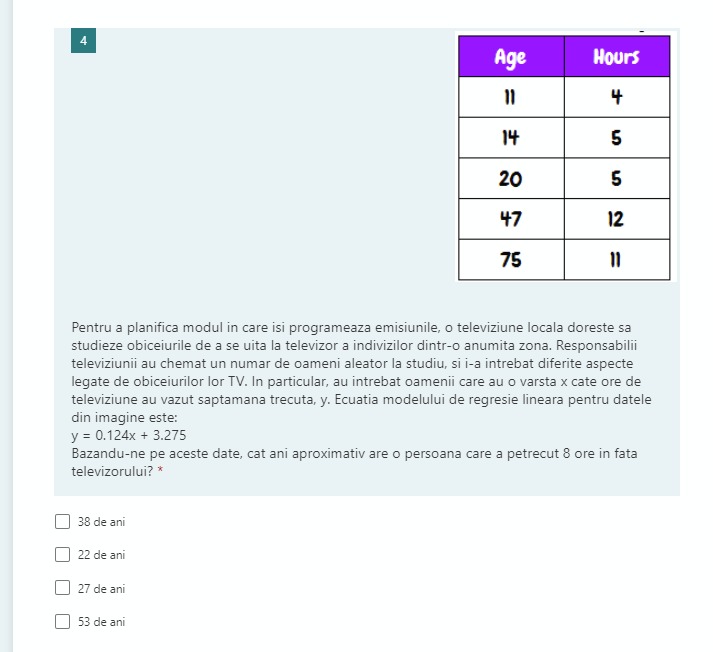 4
Age Hours
11 4
14 5
20 5
47 12
75 11
Pentru a planifica modul in care isi programeaza emisiunile, o televiziune locala doreste sa
studieze obiceiurile de a se uita la televizor a indivizilor dintr-o anumita zona. Responsabilii
televiziunii au chemat un numar de oameni aleator la studiu, si i-a intrebat diferite aspecte
legate de obiceiurilor lor TV. In particular, au intrebat oamenii care au o varsta x cate ore de
televiziune au vazut saptamana trecuta, y. Ecuatia modelului de regresie lineara pentru datele
din imagine este:
y = 0.124x + 3.275
Bazandu-ne pe aceste date, cat ani aproximativ are o persoana care a petrecut 8 ore in fata
televizorului? *
38 de ani
22 de ani
27 de ani
53 de ani